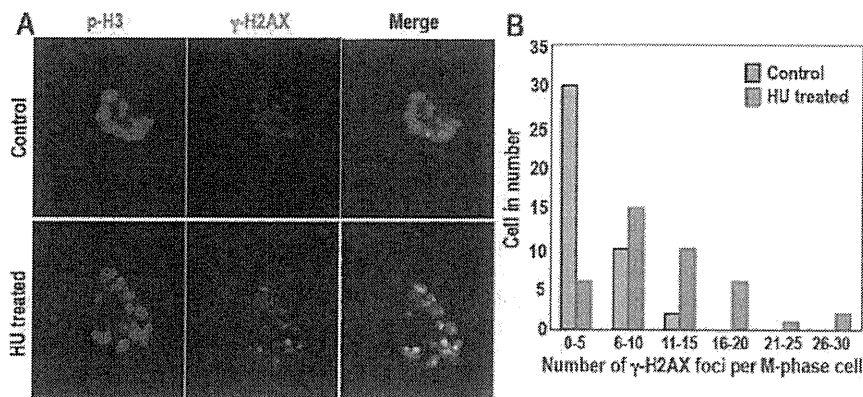 A
p-H3
γ-H2AX
Merge
Control
HU treated
B
Cell in number
35
30
25
20
15
10
5
0
Control
HU treated
0-5
6-10
11-15
16-20
21-25
26-30
Number of γ-H2AX foci per M-phase cell